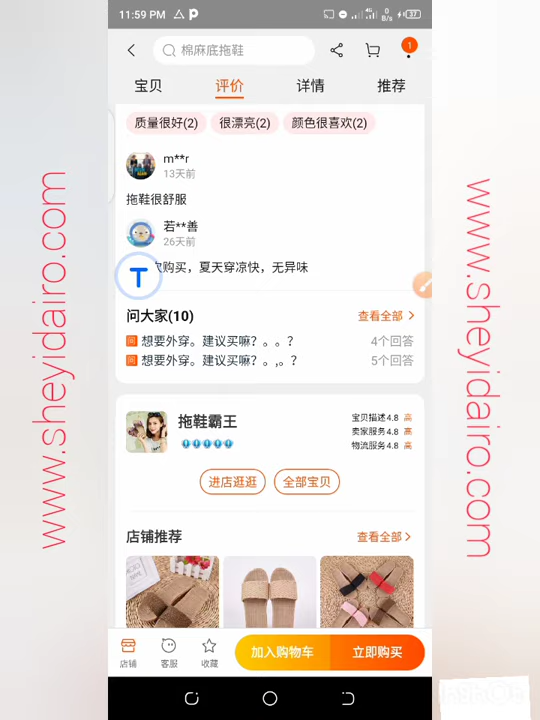 11:59 PM
4G
0
B/s
37
棉麻底拖鞋
1
宝贝
评价
详情
推荐
质量很好(2)
很漂亮(2)
颜色很喜欢(2)
m**r
13天前
拖鞋很舒服
若**善
26天前
购买，夏天穿凉快，无异味
T
问大家(10)
查看全部
问 想要外穿。建议买嘛？。。？
4个回答
问 想要外穿。建议买嘛？。,。？
5个回答
拖鞋霸王
宝贝描述4.8 高
卖家服务4.8 高
物流服务4.8 高
进店逛逛
全部宝贝
店铺推荐
查看全部
店铺
客服
收藏
加入购物车
立即购买
www.sheyidairo.com
www.sheyidairo.com